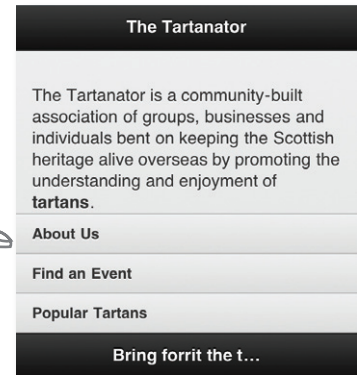 The Tartanator
The Tartanator is a community-built
association of groups, businesses and
individuals bent on keeping the Scottish
heritage alive overseas by promoting the
understanding and enjoyment of
tartans.
About Us
Find an Event
Popular Tartans
Bring forrit the t...